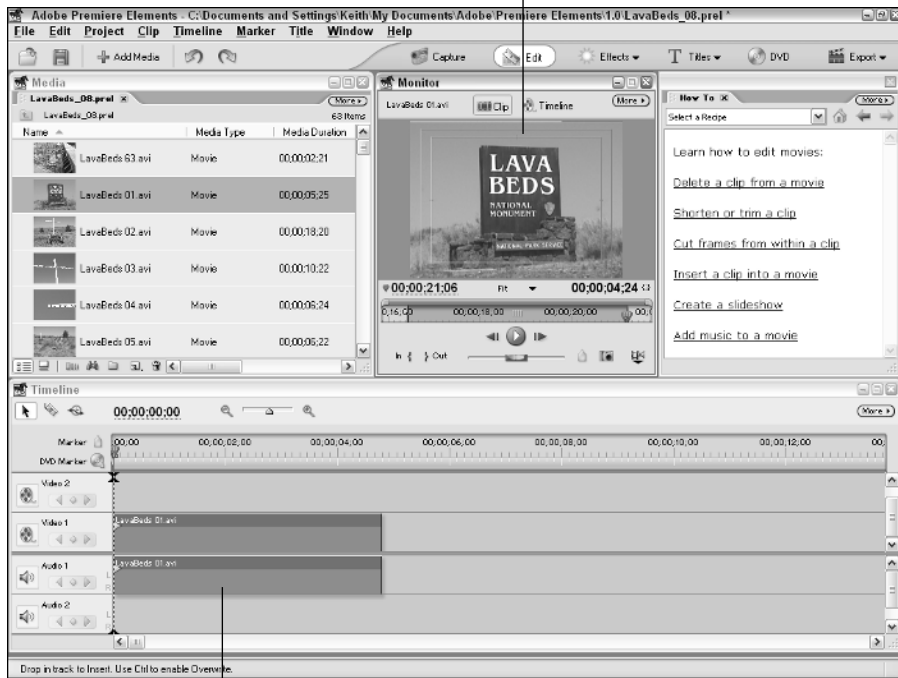 Adobe Premiere Elements - C:\Documents and Settings\Keith\My Documents\Adobe\Premiere Elements\1.0\LavaBeds_08.prel *
File Edit Project Clip Timeline Marker Title Window Help
Add Media Capture Edit Effects Titles DVD Export
Media
LavaBeds_08.prel
More
LavaBeds_08.prel
63 Items
Name Media Type Media Duration
LavaBeds 63.avi Movie 00;00;02;21
LavaBeds 01.avi Movie 00;00;05;25
LavaBeds 02.avi Movie 00;00;18;20
LavaBeds 03.avi Movie 00;00;10;22
LavaBeds 04.avi Movie 00;00;06;24
LavaBeds 05.avi Movie 00;00;06;22
Monitor
LavaBeds 01.avi Clip Timeline More
LAVA
BEDS
NATIONAL
MONUMENT
NATIONAL PARK SERVICE
00;00;21;06 Fit 00;00;04;24
00;00;18;00 00;00;20;00
In { } Out
How To
More
Select a Recipe
Learn how to edit movies:
Delete a clip from a movie
Shorten or trim a clip
Cut frames from within a clip
Insert a clip into a movie
Create a slideshow
Add music to a movie
Timeline
00;00;00;00
More
Marker
00;00 00;00;02;00 00;00;04;00 00;00;06;00 00;00;08;00 00;00;10;00 00;00;12;00 00;
DVD Marker
Video 2
Video 1
LavaBeds 01.avi
Audio 1
LavaBeds 01.avi
L
R
Audio 2
L
R
Drop in track to Insert. Use Ctrl to enable Overwrite.